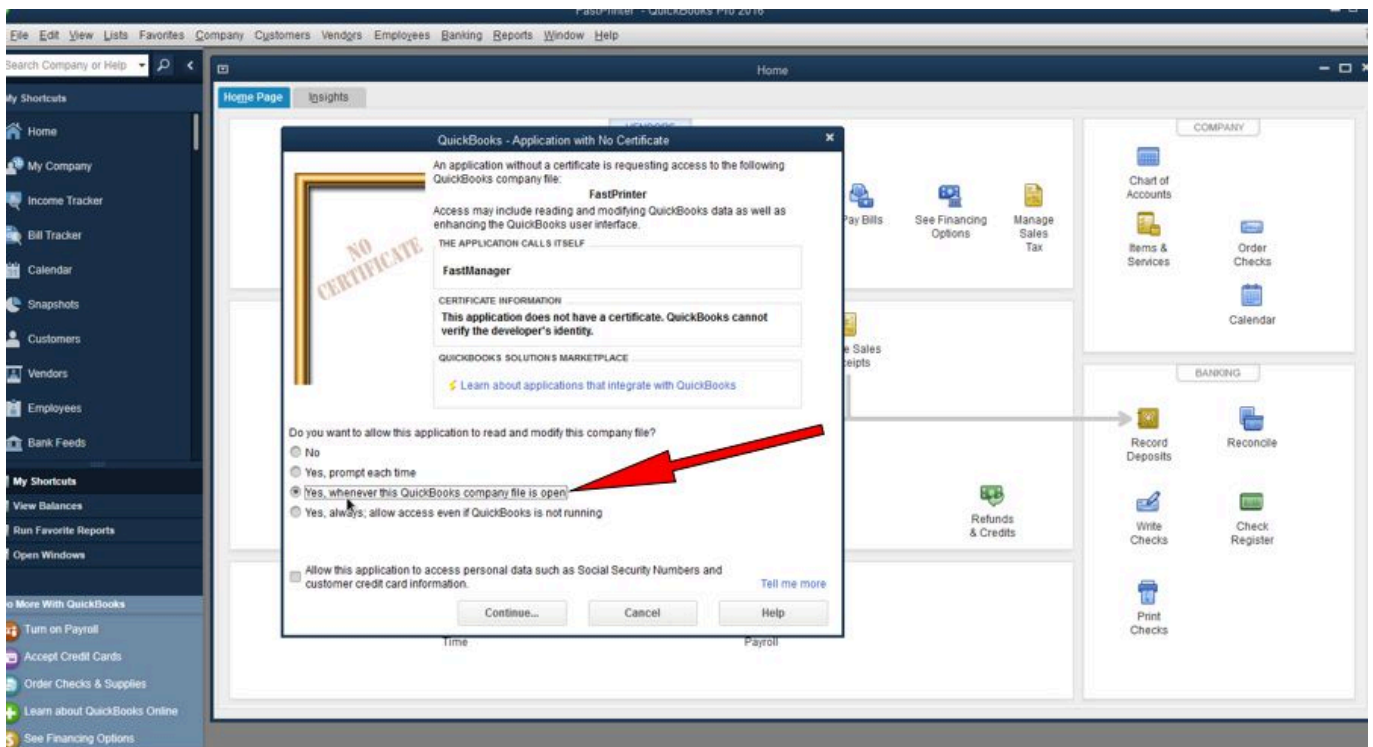 FastPrinter - QuickBooks Pro 2016
File Edit View Lists Favorites Company Customers Vendors Employees Banking Reports Window Help
Search Company or Help
Home
My Shortcuts
Home Page Insights
Home
My Company
Income Tracker
Bill Tracker
Calendar
Snapshots
Customers
Vendors
Employees
Bank Feeds
My Shortcuts
View Balances
Run Favorite Reports
Open Windows
Do More With QuickBooks
Turn on Payroll
Accept Credit Cards
Order Checks & Supplies
Learn about QuickBooks Online
See Financing Options
QuickBooks - Application with No Certificate
An application without a certificate is requesting access to the following
QuickBooks company file:
FastPrinter
Access may include reading and modifying QuickBooks data as well as
enhancing the QuickBooks user interface.
NO
CERTIFICATE
THE APPLICATION CALLS ITSELF
FastManager
CERTIFICATE INFORMATION
This application does not have a certificate. QuickBooks cannot
verify the developer's identity.
QUICKBOOKS SOLUTIONS MARKETPLACE
Learn about applications that integrate with QuickBooks
Do you want to allow this application to read and modify this company file?
No
Yes, prompt each time
Yes, whenever this QuickBooks company file is open
Yes, always; allow access even if QuickBooks is not running
Allow this application to access personal data such as Social Security Numbers and
customer credit card information.
Tell me more
Continue...
Cancel
Help
Time
Payroll
Pay Bills
See Financing
Options
Manage
Sales
Tax
Sales
Refunds
& Credits
COMPANY
Chart of
Accounts
Items &
Services
Order
Checks
Calendar
BANKING
Record
Deposits
Reconcile
Write
Checks
Check
Register
Print
Checks